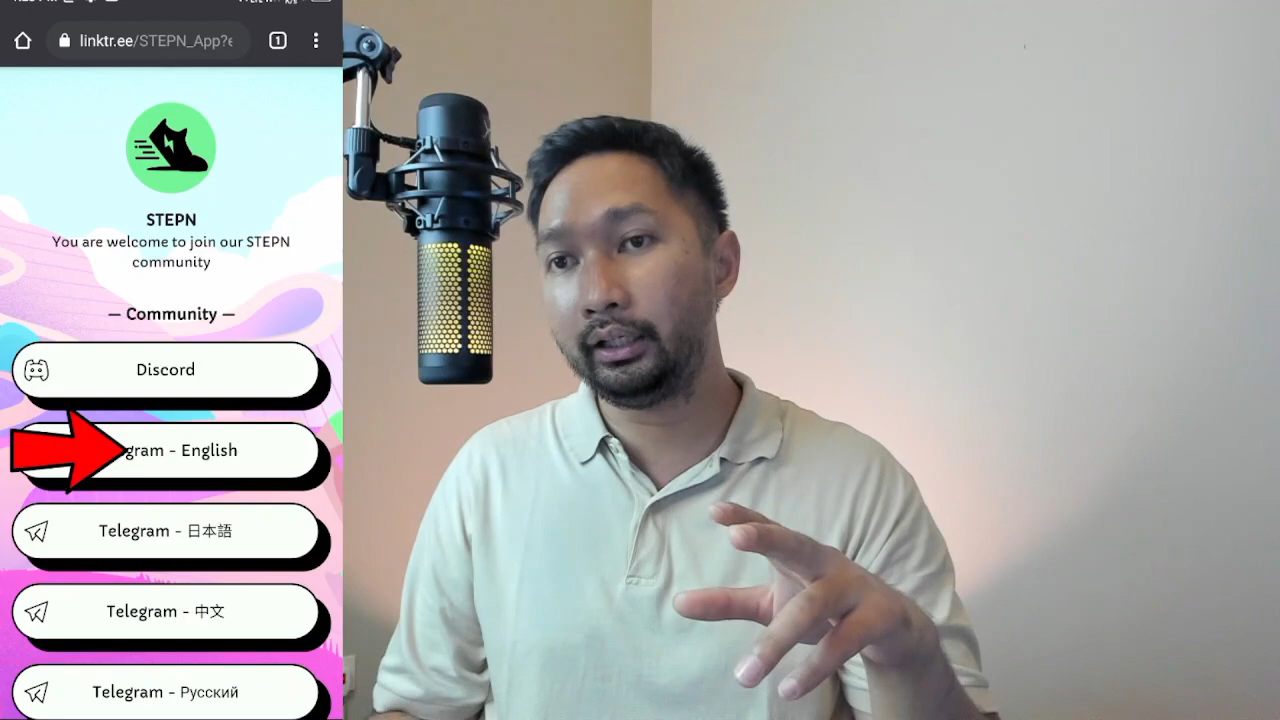 linktr.ee/STEPN_App?e
1
STEPN
You are welcome to join our STEPN
community
— Community —
Discord
gram - English
Telegram - 日本語
Telegram - 中文
Telegram - Русский